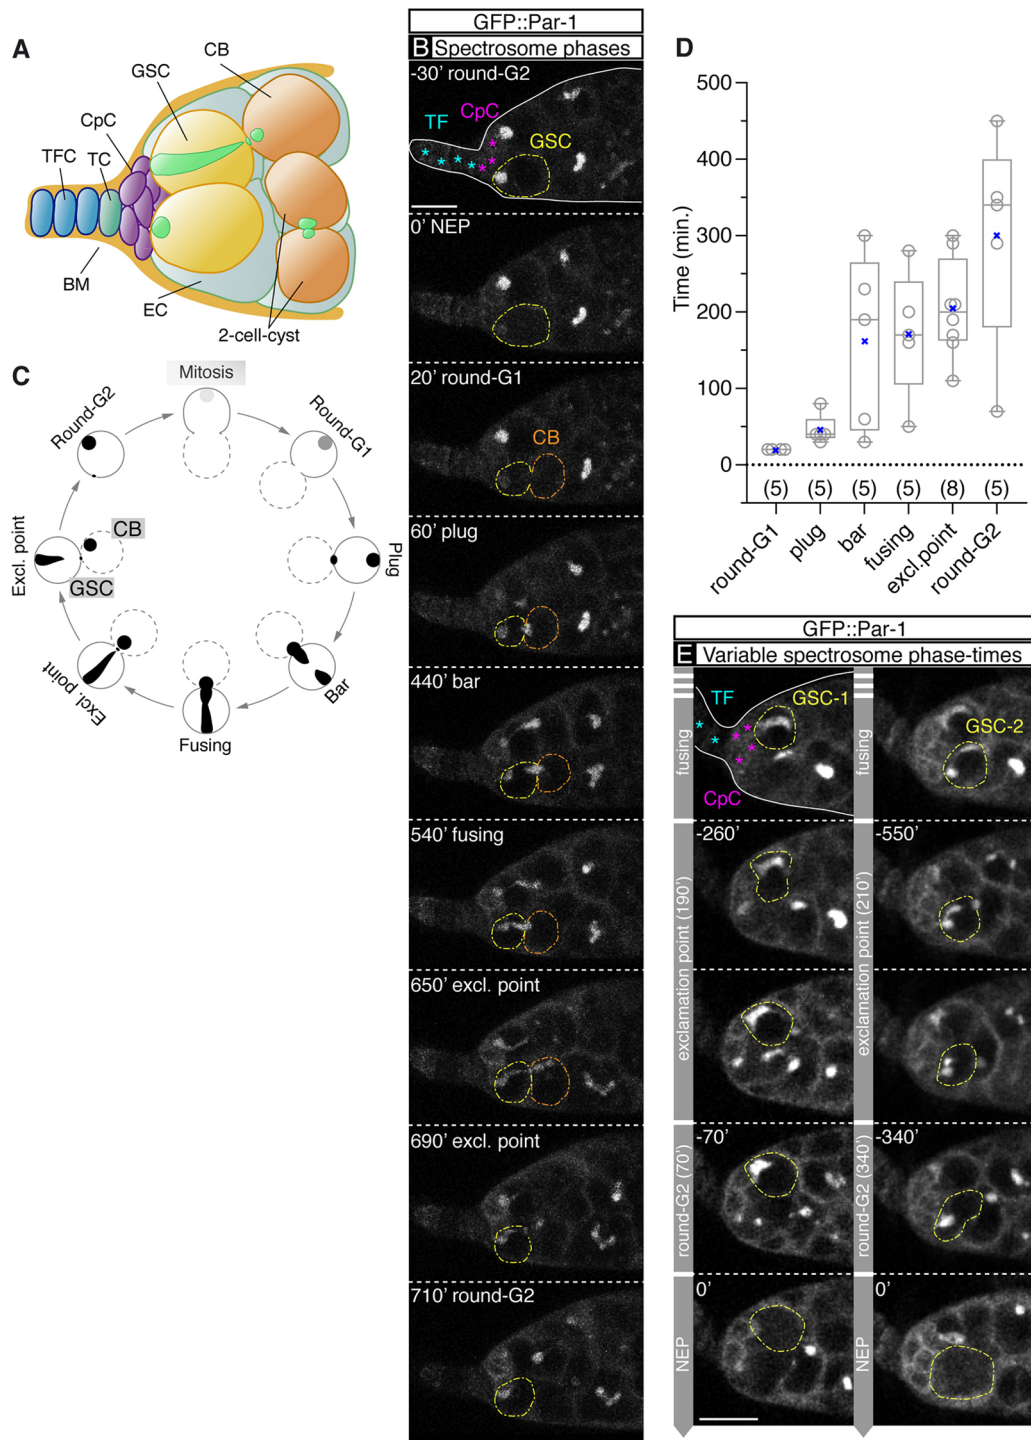 A
CB
GSC
CpC
TFC
TC
BM
EC
2-cell-cyst
GFP::Par-1
B Spectrosome phases
-30’ round-G2
CpC
TF
GSC
0’ NEP
20’ round-G1
CB
60’ plug
440’ bar
540’ fusing
650’ excl. point
690’ excl. point
710’ round-G2
C
Mitosis
Round-G1
Plug
Bar
Fusing
Excl. point
Excl. point
Round-G2
CB
GSC
D
Time (min.)
500
400
300
200
100
0
(5) (5) (5) (5) (8) (5)
round-G1
plug
bar
fusing
excl.point
round-G2
GFP::Par-1
E Variable spectrosome phase-times
fusing
TF
GSC-1
CpC
fusing
GSC-2
exclamation point (190’)
-260’
exclamation point (210’)
-550’
round-G2 (70’)
-70’
round-G2 (340’)
-340’
NEP
0’
NEP
0’